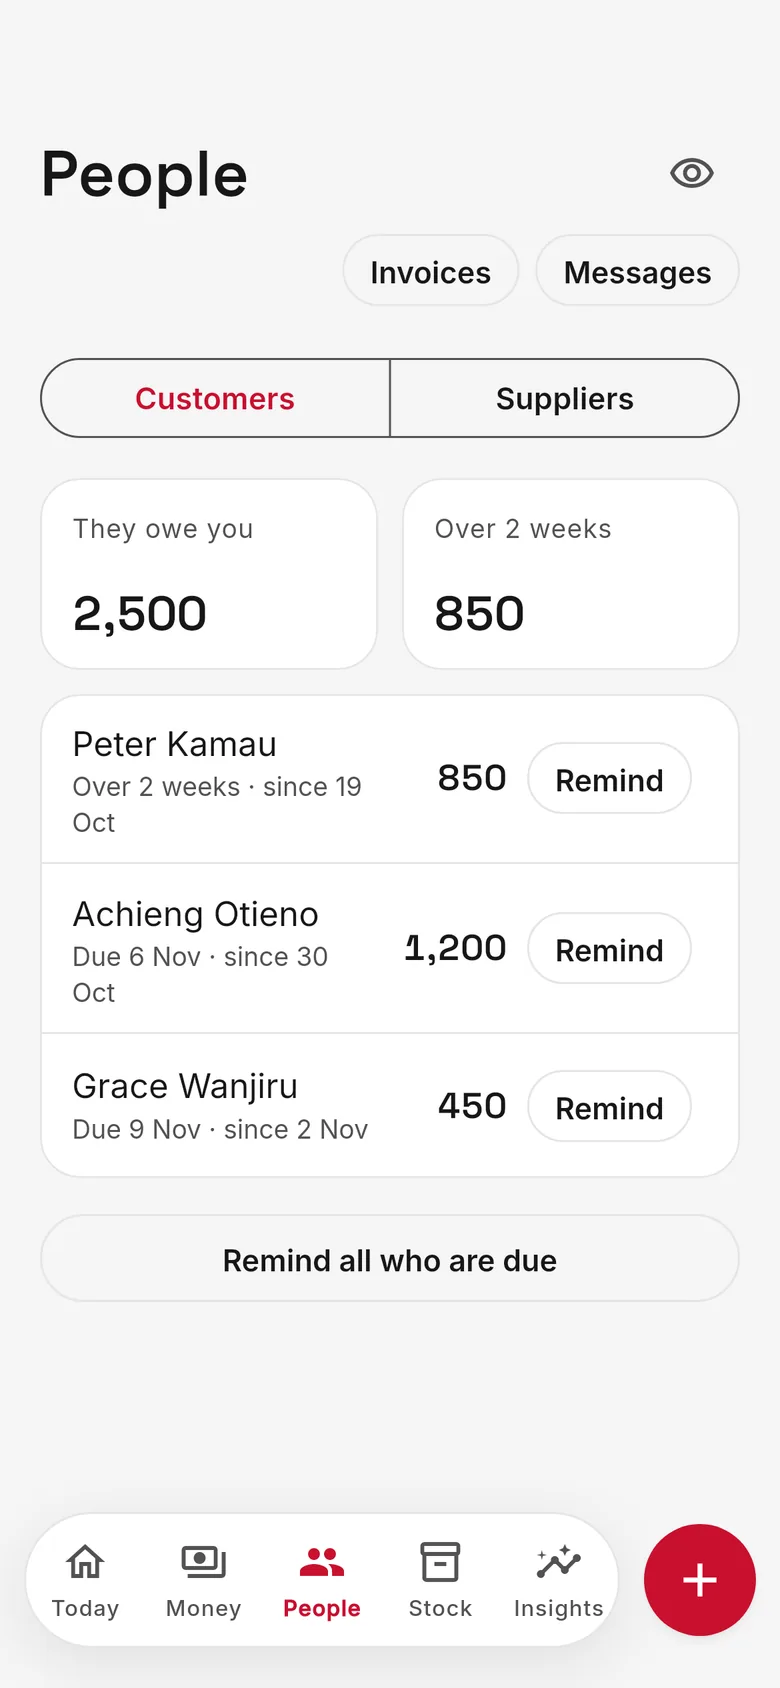 People
Invoices
Messages
Customers
Suppliers
They owe you
2,500
Over 2 weeks
850
Peter Kamau
Over 2 weeks · since 19
Oct
850
Remind
Achieng Otieno
Due 6 Nov · since 30
Oct
1,200
Remind
Grace Wanjiru
Due 9 Nov · since 2 Nov
450
Remind
Remind all who are due
Today
Money
People
Stock
Insights